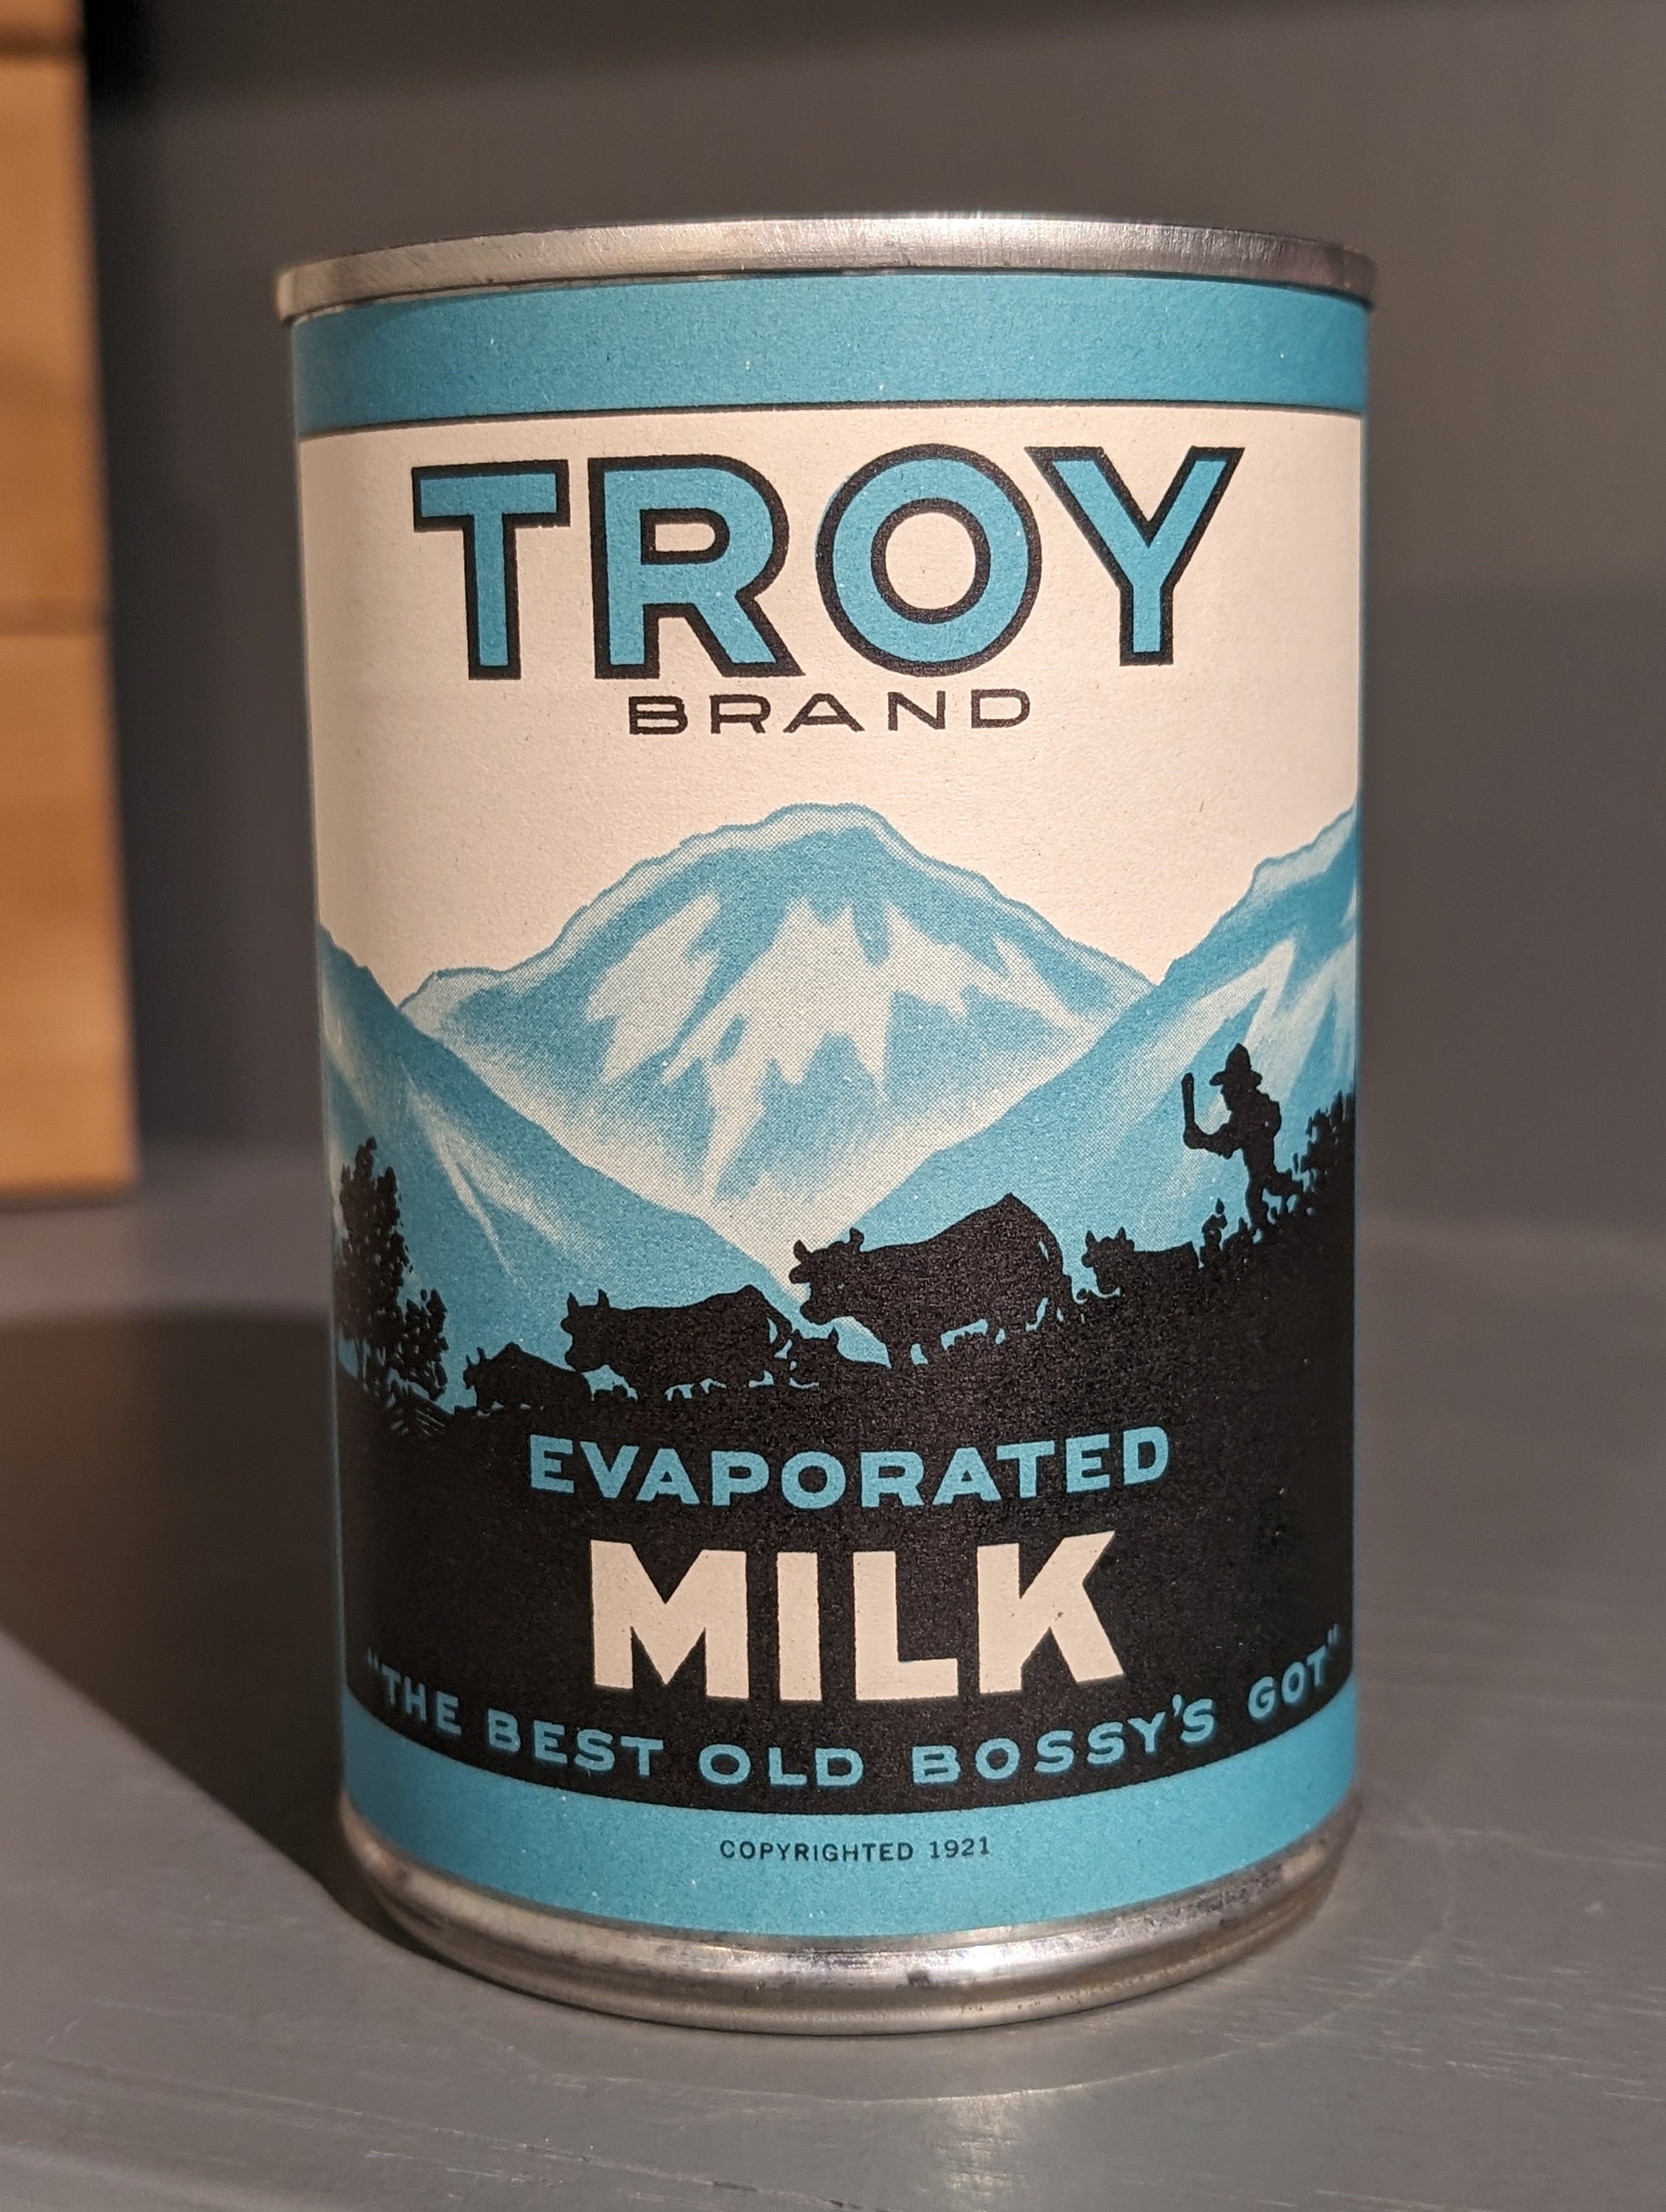 TROY
BRAND
EVAPORATED
MILK
"THE BEST OLD BOSSY'S GOT"
COPYRIGHTED 1921